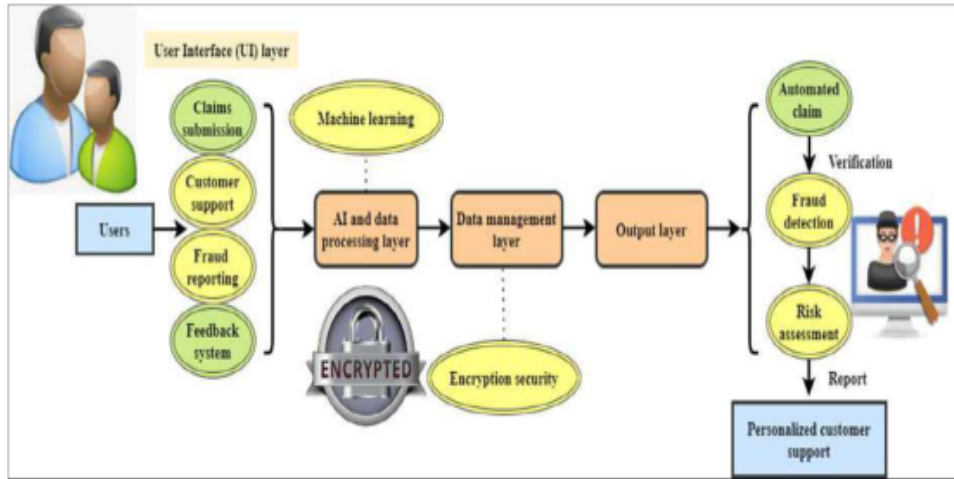 User Interface (UI) layer
Claims
submission
Customer
support
Fraud
reporting
Feedback
system
Users
Machine learning
AI and data
processing layer
Data management
layer
Output layer
ENCRYPTED
Encryption security
Automated
claim
Verification
Fraud
detection
Risk
assessment
Report
Personalized customer
support